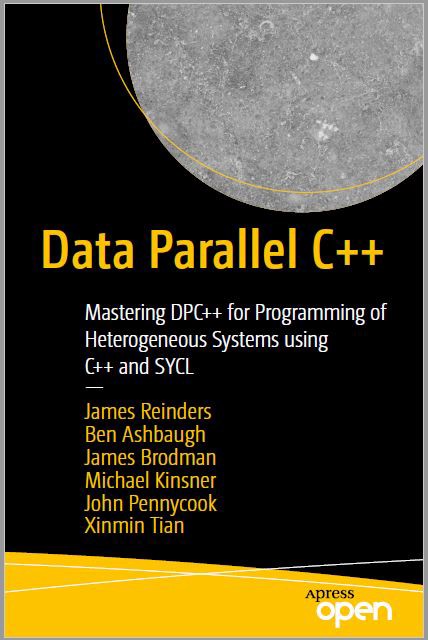 Data Parallel C++
Mastering DPC++ for Programming of
Heterogeneous Systems using
C++ and SYCL
James Reinders
Ben Ashbaugh
James Brodman
Michael Kinsner
John Pennycook
Xinmin Tian
Apress
open